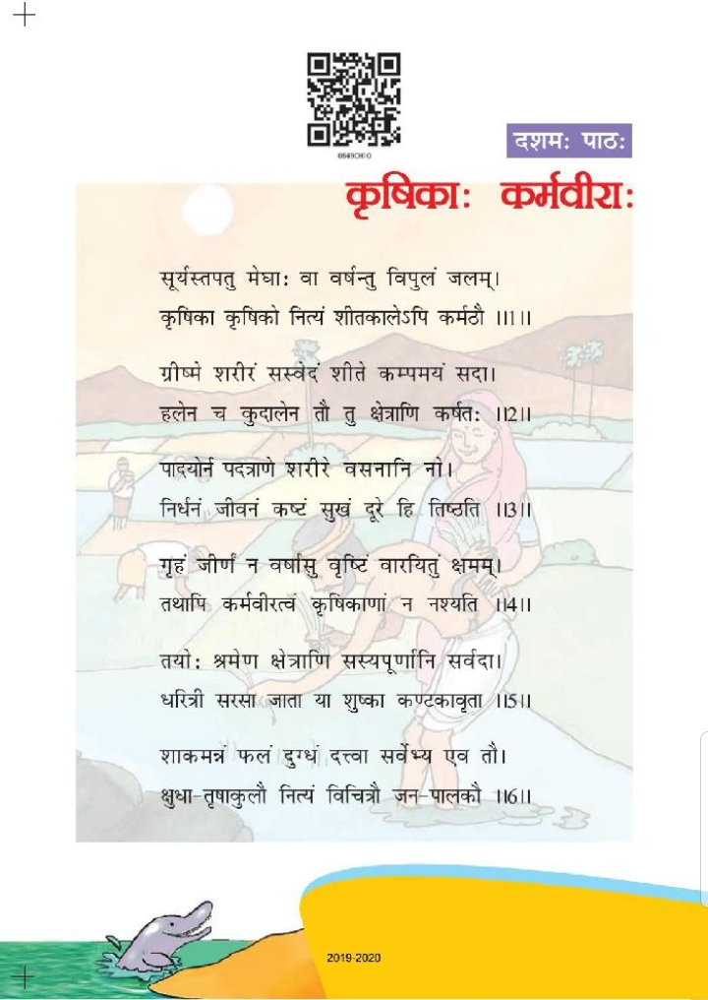 0649CH10
दशमः पाठः
कृषिकाः कर्मवीराः
सूर्यस्तपतु मेघाः वा वर्षन्तु विपुलं जलम्।
कृषिका कृषिको नित्यं शीतकालेऽपि कर्मठौ ।।1।।
ग्रीष्मे शरीरं सस्वेदं शीते कम्पमयं सदा।
हलेन च कुदालेन तौ तु क्षेत्राणि कर्षतः ।।2।।
पादयोर्न पदत्राणे शरीरे वसनानि नो।
निर्धनं जीवनं कष्टं सुखं दूरे हि तिष्ठति ।।3।।
गृहं जीर्णं न वर्षासु वृष्टिं वारयितुं क्षमम्।
तथापि कर्मवीरत्वं कृषिकाणां न नश्यति ।।4।।
तयोः श्रमेण क्षेत्राणि सस्यपूर्णानि सर्वदा।
धरित्री सरसा जाता या शुष्का कण्टकावृता ।।5।।
शाकमन्नं फलं दुग्धं दत्त्वा सर्वेभ्य एव तौ।
क्षुधा-तृषाकुलौ नित्यं विचित्रौ जन-पालकौ ।।6।।
2019-2020